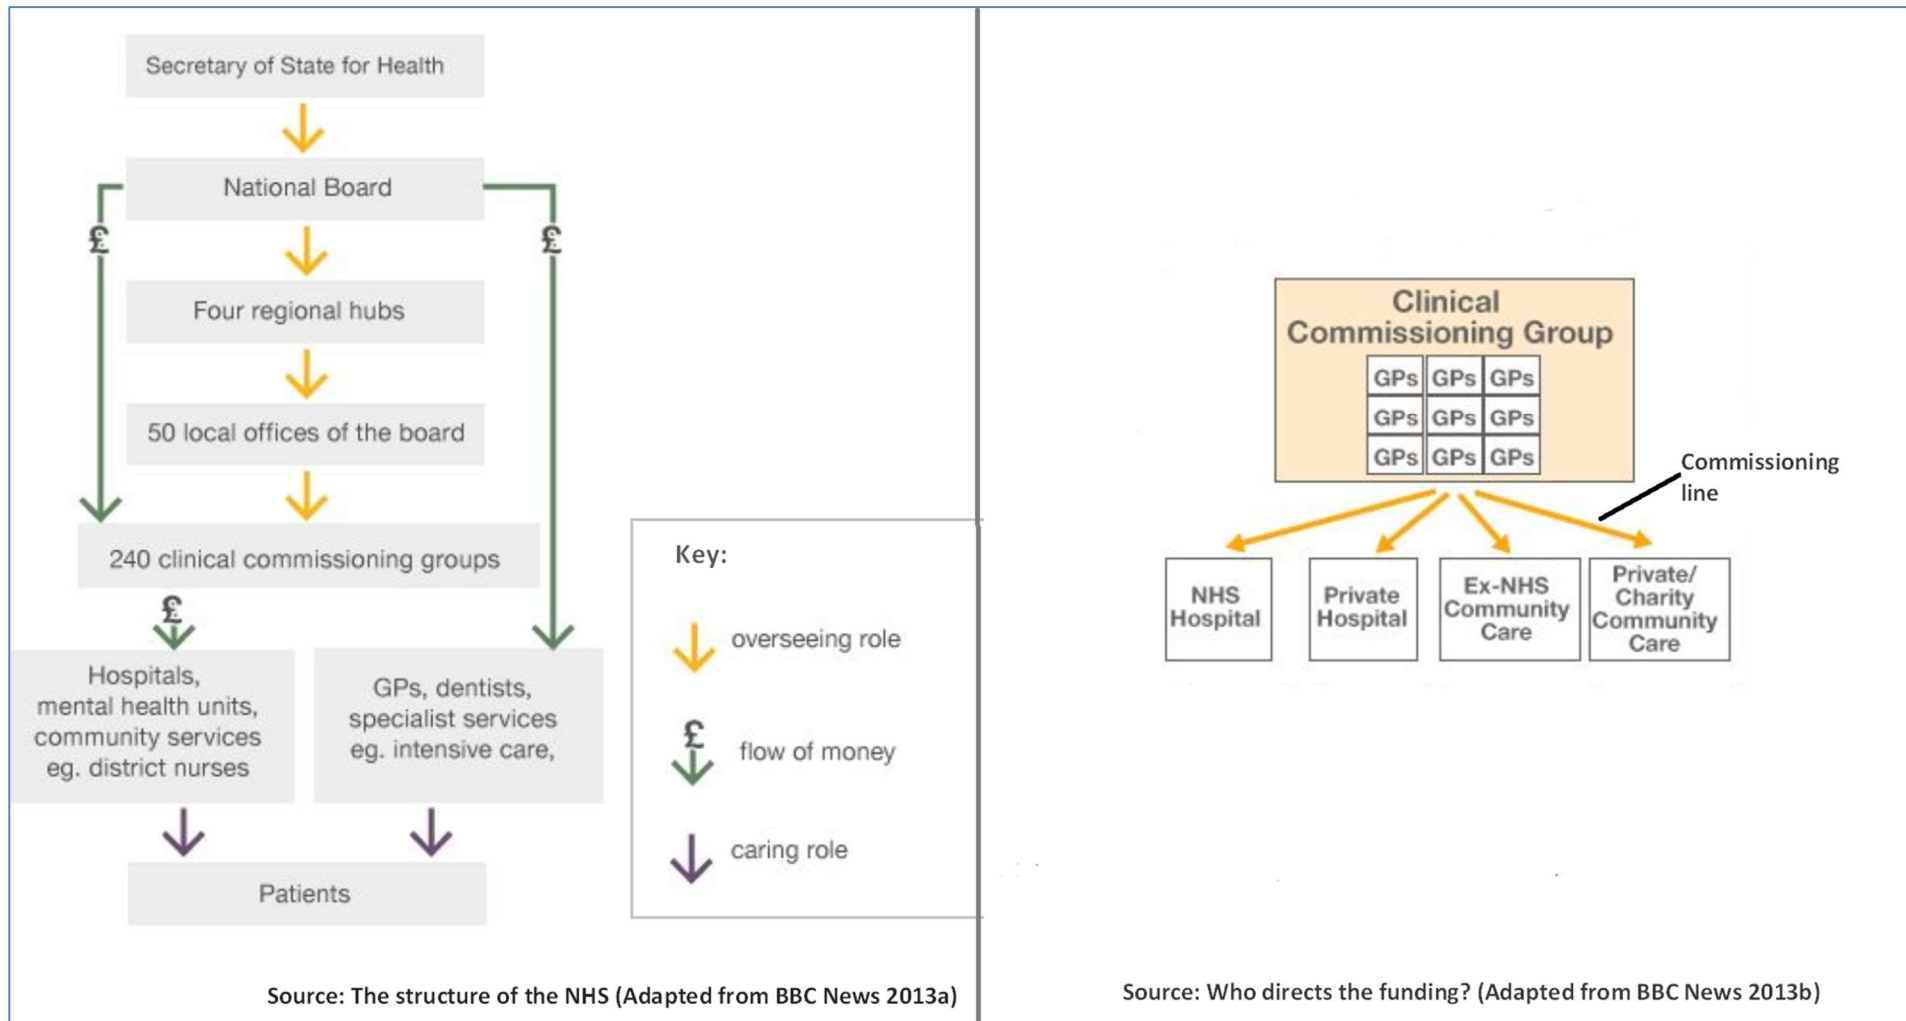 Secretary of State for Health
National Board
£
£
Four regional hubs
50 local offices of the board
240 clinical commissioning groups
£
Hospitals,
mental health units,
community services
eg. district nurses
GPs, dentists,
specialist services
eg. intensive care,
Patients
Key:
overseeing role
£
flow of money
caring role
Source: The structure of the NHS (Adapted from BBC News 2013a)
Clinical
Commissioning Group
GPs GPs GPs
GPs GPs GPs
GPs GPs GPs
Commissioning
line
NHS
Hospital
Private
Hospital
Ex-NHS
Community
Care
Private/
Charity
Community
Care
Source: Who directs the funding? (Adapted from BBC News 2013b)